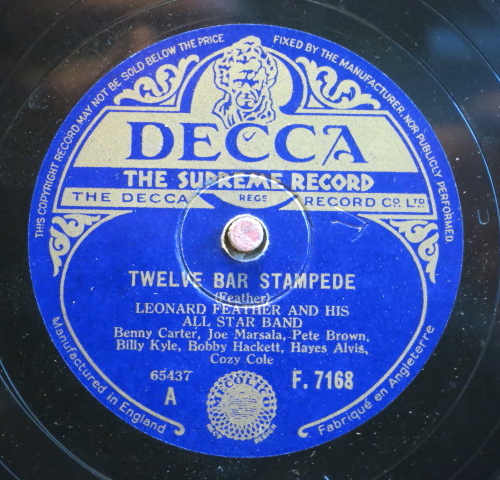 THIS COPYRIGHT RECORD MAY NOT BE SOLD BELOW THE PRICE FIXED BY THE MANUFACTURER, NOR PUBLICLY PERFORMED.
DECCA
THE SUPREME RECORD
THE DECCA REGD RECORD CO. LTD
TWELVE BAR STAMPEDE
(Feather)
LEONARD FEATHER AND HIS
ALL STAR BAND
Benny Carter, Joe Marsala, Pete Brown,
Billy Kyle, Bobby Hackett, Hayes Alvis,
Cozy Cole
65437
A
F. 7168
Manufactured in England
Fabriqué en Angleterre